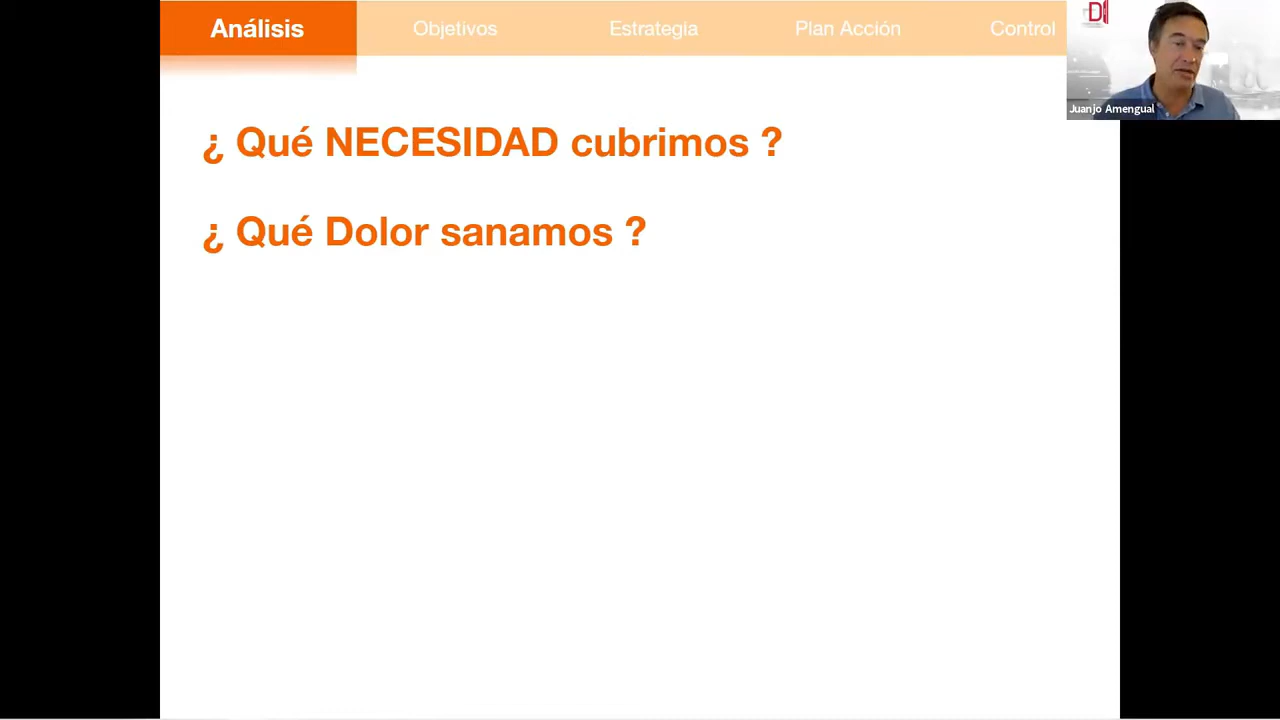 Análisis Objetivos Estrategia Plan Acción Control
Juanjo Amengual
¿ Qué NECESIDAD cubrimos ?
¿ Qué Dolor sanamos ?